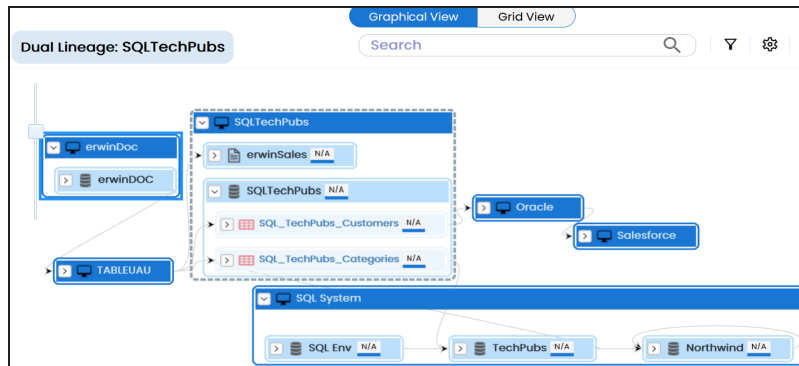 Graphical View Grid View
Dual Lineage: SQLTechPubs
Search
SQLTechPubs
erwinDoc
erwinSales N/A
erwinDOC
SQLTechPubs N/A
Oracle
SQL_TechPubs_Customers N/A
Salesforce
SQL_TechPubs_Categories N/A
TABLEUAU
SQL System
SQL Env N/A TechPubs N/A Northwind N/A